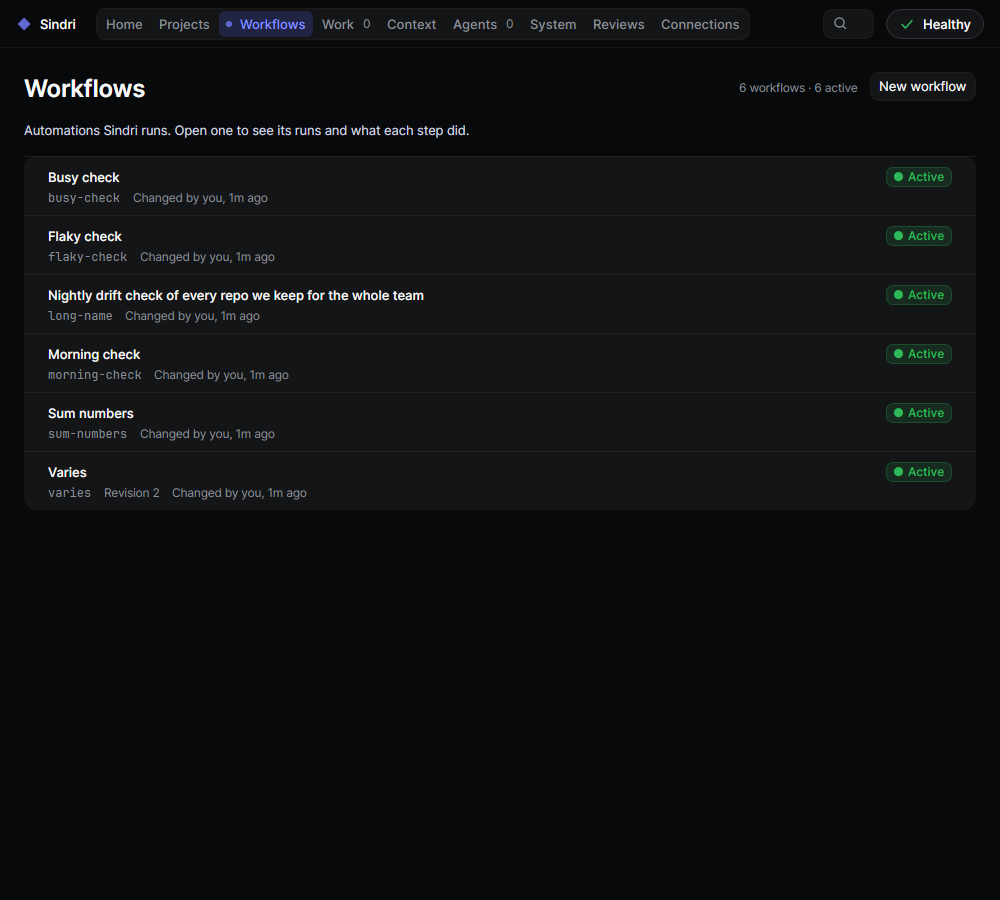 Sindri Home Projects Workflows Work 0 Context Agents 0 System Reviews Connections Healthy
Workflows 6 workflows · 6 active New workflow
Automations Sindri runs. Open one to see its runs and what each step did.
Busy check Active
busy-check Changed by you, 1m ago
Flaky check Active
flaky-check Changed by you, 1m ago
Nightly drift check of every repo we keep for the whole team Active
long-name Changed by you, 1m ago
Morning check Active
morning-check Changed by you, 1m ago
Sum numbers Active
sum-numbers Changed by you, 1m ago
Varies Active
varies Revision 2 Changed by you, 1m ago